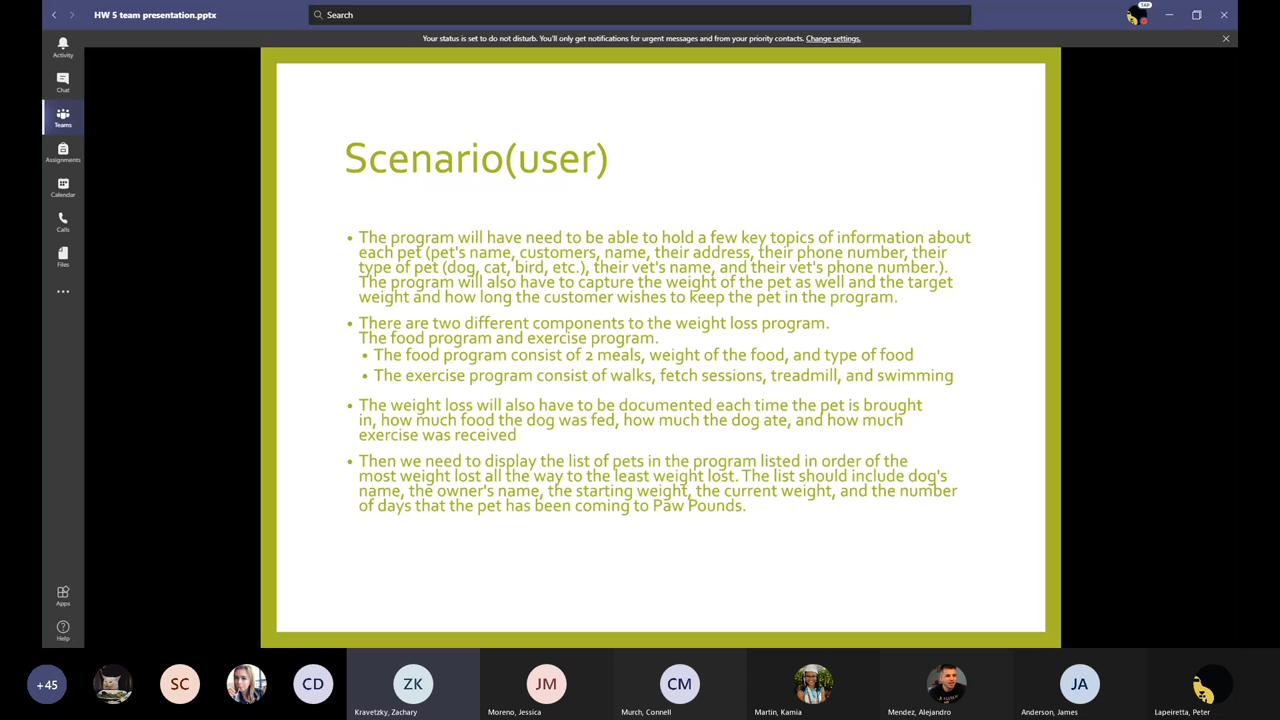 HW 5 team presentation.pptx
Search
TAP
Your status is set to do not disturb. You'll only get notifications for urgent messages and from your priority contacts. Change settings.
Activity
Chat
Teams
Assignments
Calendar
Calls
Files
Apps
Help
Scenario(user)
• The program will have need to be able to hold a few key topics of information about
each pet (pet's name, customers, name, their address, their phone number, their
type of pet (dog, cat, bird, etc.), their vet's name, and their vet's phone number.).
The program will also have to capture the weight of the pet as well and the target
weight and how long the customer wishes to keep the pet in the program.
• There are two different components to the weight loss program.
The food program and exercise program.
• The food program consist of 2 meals, weight of the food, and type of food
• The exercise program consist of walks, fetch sessions, treadmill, and swimming
• The weight loss will also have to be documented each time the pet is brought
in, how much food the dog was fed, how much the dog ate, and how much
exercise was received
• Then we need to display the list of pets in the program listed in order of the
most weight lost all the way to the least weight lost. The list should include dog's
name, the owner's name, the starting weight, the current weight, and the number
of days that the pet has been coming to Paw Pounds.
+45
SC
CD
ZK
JM
CM
JA
Kravetzky, Zachary
Moreno, Jessica
Murch, Connell
Martin, Kamia
Mendez, Alejandro
Anderson, James
Lapeiretta, Peter